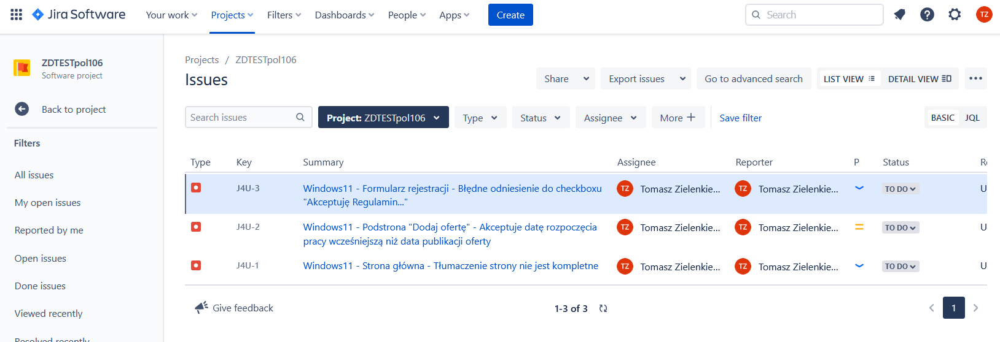 Jira Software Your work Projects Filters Dashboards People Apps Create Search TZ
ZDTESTpol106
Software project
Back to project
Filters
All issues
My open issues
Reported by me
Open issues
Done issues
Viewed recently
Resolved recently
Projects / ZDTESTpol106
Issues
Share Export issues Go to advanced search LIST VIEW DETAIL VIEW
Search issues Project: ZDTESTpol106 Type Status Assignee More Save filter BASIC JQL
Type Key Summary Assignee Reporter P Status
J4U-3 Windows11 - Formularz rejestracji - Błędne odniesienie do checkboxu TZ Tomasz Zielenkie... TZ Tomasz Zielenkie... TO DO U
"Akceptuję Regulamin..."
J4U-2 Windows11 - Podstrona "Dodaj ofertę" - Akceptuje datę rozpoczęcia TZ Tomasz Zielenkie... TZ Tomasz Zielenkie... TO DO U
pracy wcześniejszą niż data publikacji oferty
J4U-1 Windows11 - Strona główna - Tłumaczenie strony nie jest kompletne TZ Tomasz Zielenkie... TZ Tomasz Zielenkie... TO DO U
Give feedback 1-3 of 3 1